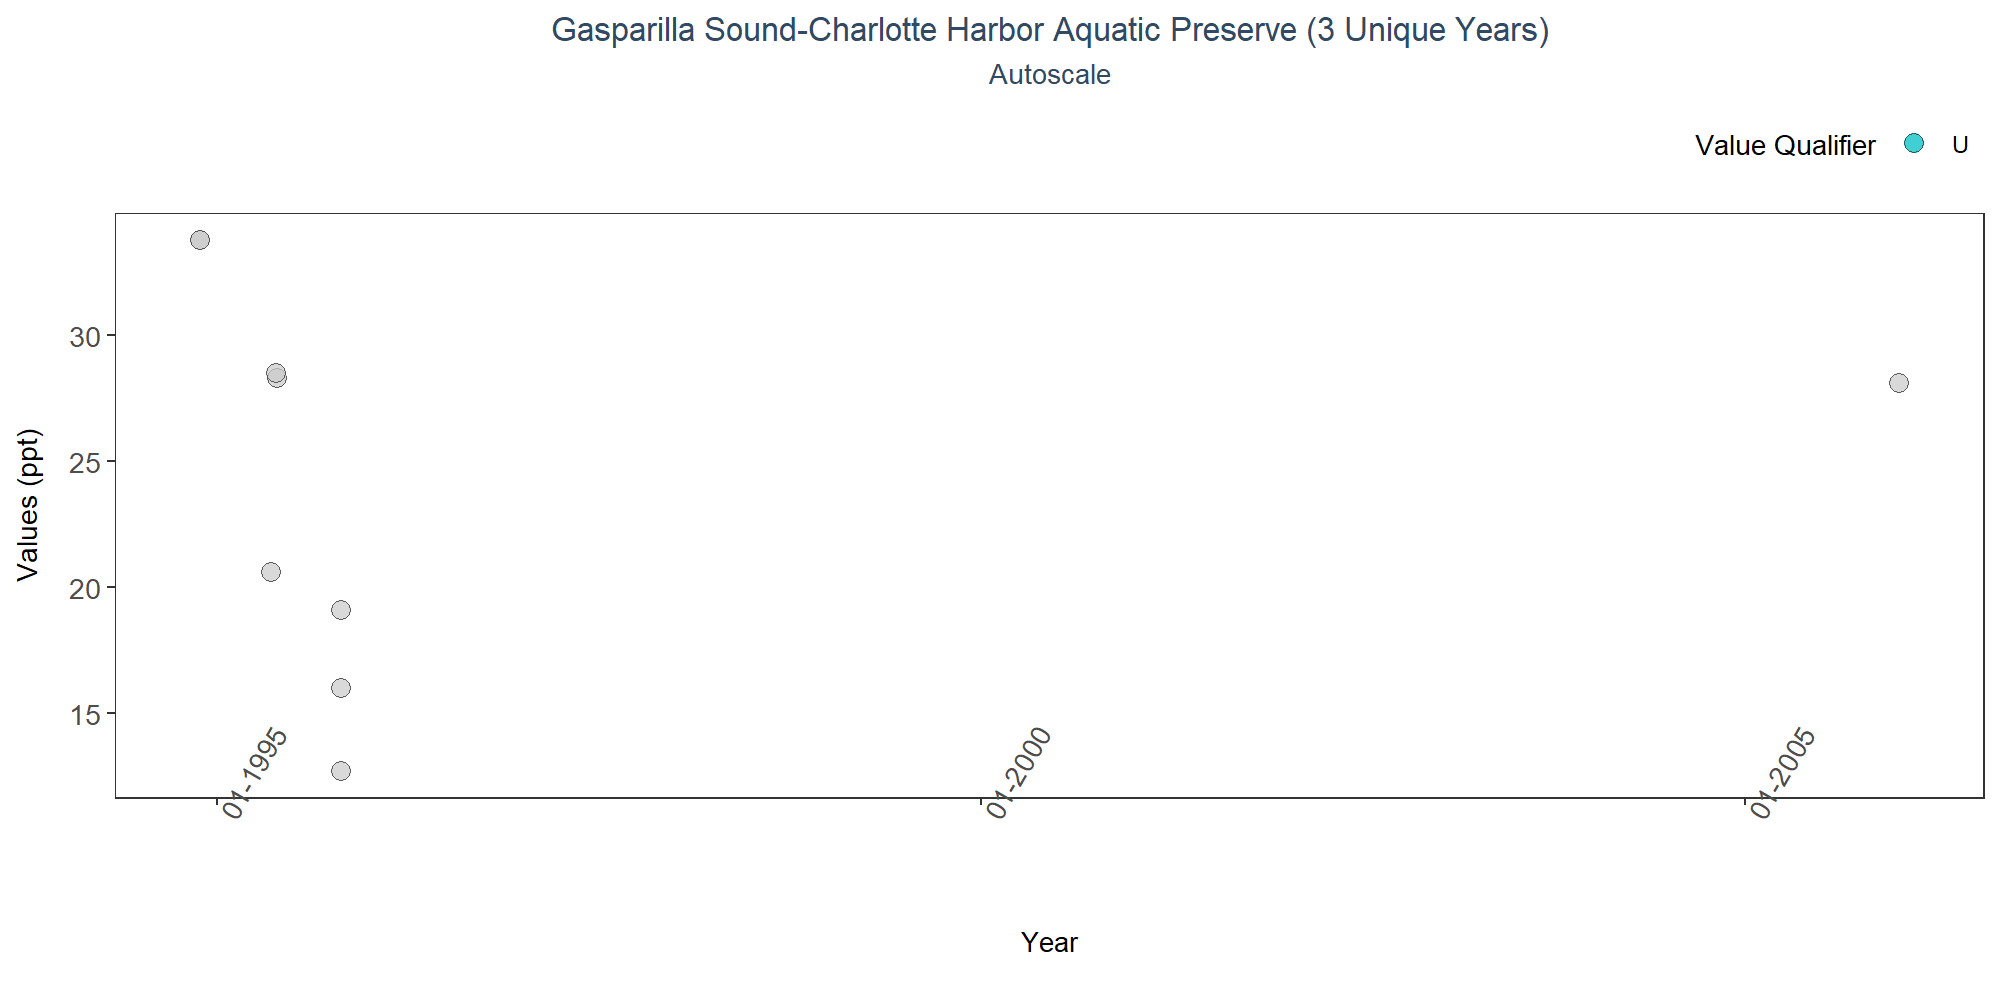 Gasparilla Sound-Charlotte Harbor Aquatic Preserve (3 Unique Years)
Autoscale
Value Qualifier U
30
25
20
15
Values (ppt)
01-1995
01-2000
01-2005
Year